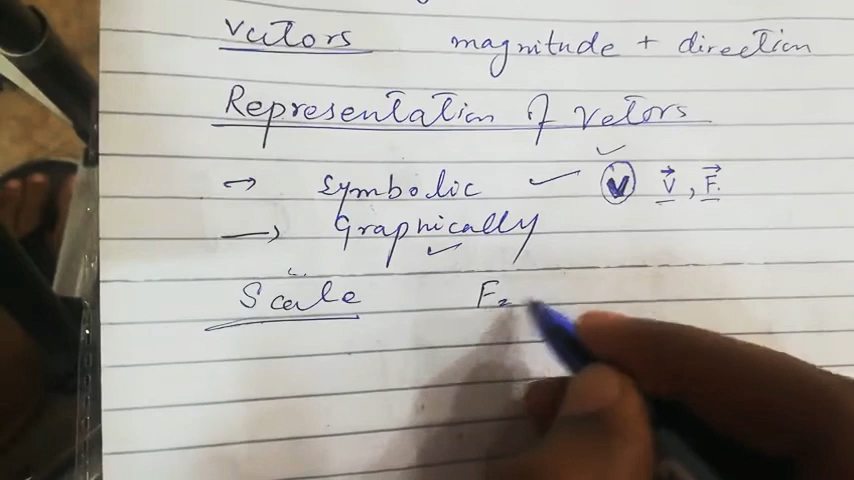 Vectors magnitude + direction
Representation of vectors
→ Symbolic ✓ V V⃗, F⃗.
→ Graphically ✓
Scale F=